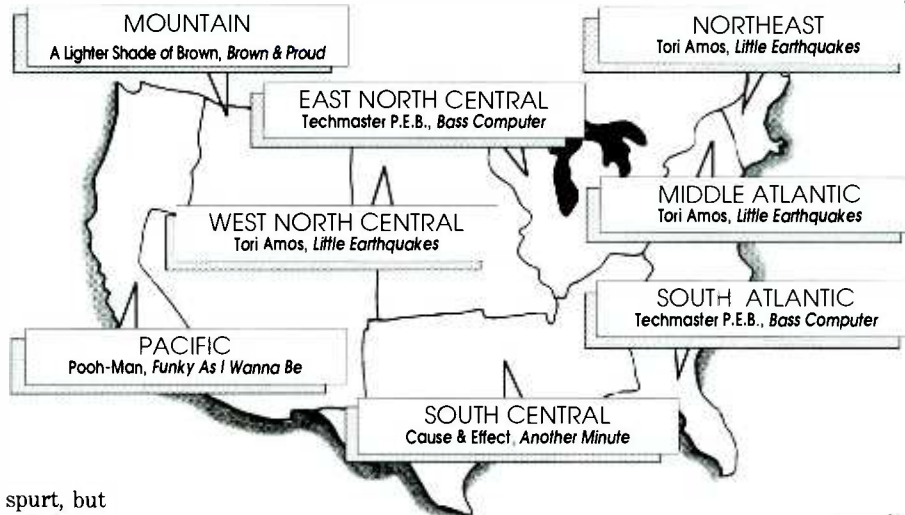 MOUNTAIN
A Lighter Shade of Brown, Brown & Proud
NORTHEAST
Tori Amos, Little Earthquakes
EAST NORTH CENTRAL
Techmaster P.E.B., Bass Computer
WEST NORTH CENTRAL
Tori Amos, Little Earthquakes
MIDDLE ATLANTIC
Tori Amos, Little Earthquakes
SOUTH ATLANTIC
Techmaster P.E.B., Bass Computer
PACIFIC
Pooh-Man, Funky As I Wanna Be
SOUTH CENTRAL
Cause & Effect, Another Minute
spurt, but